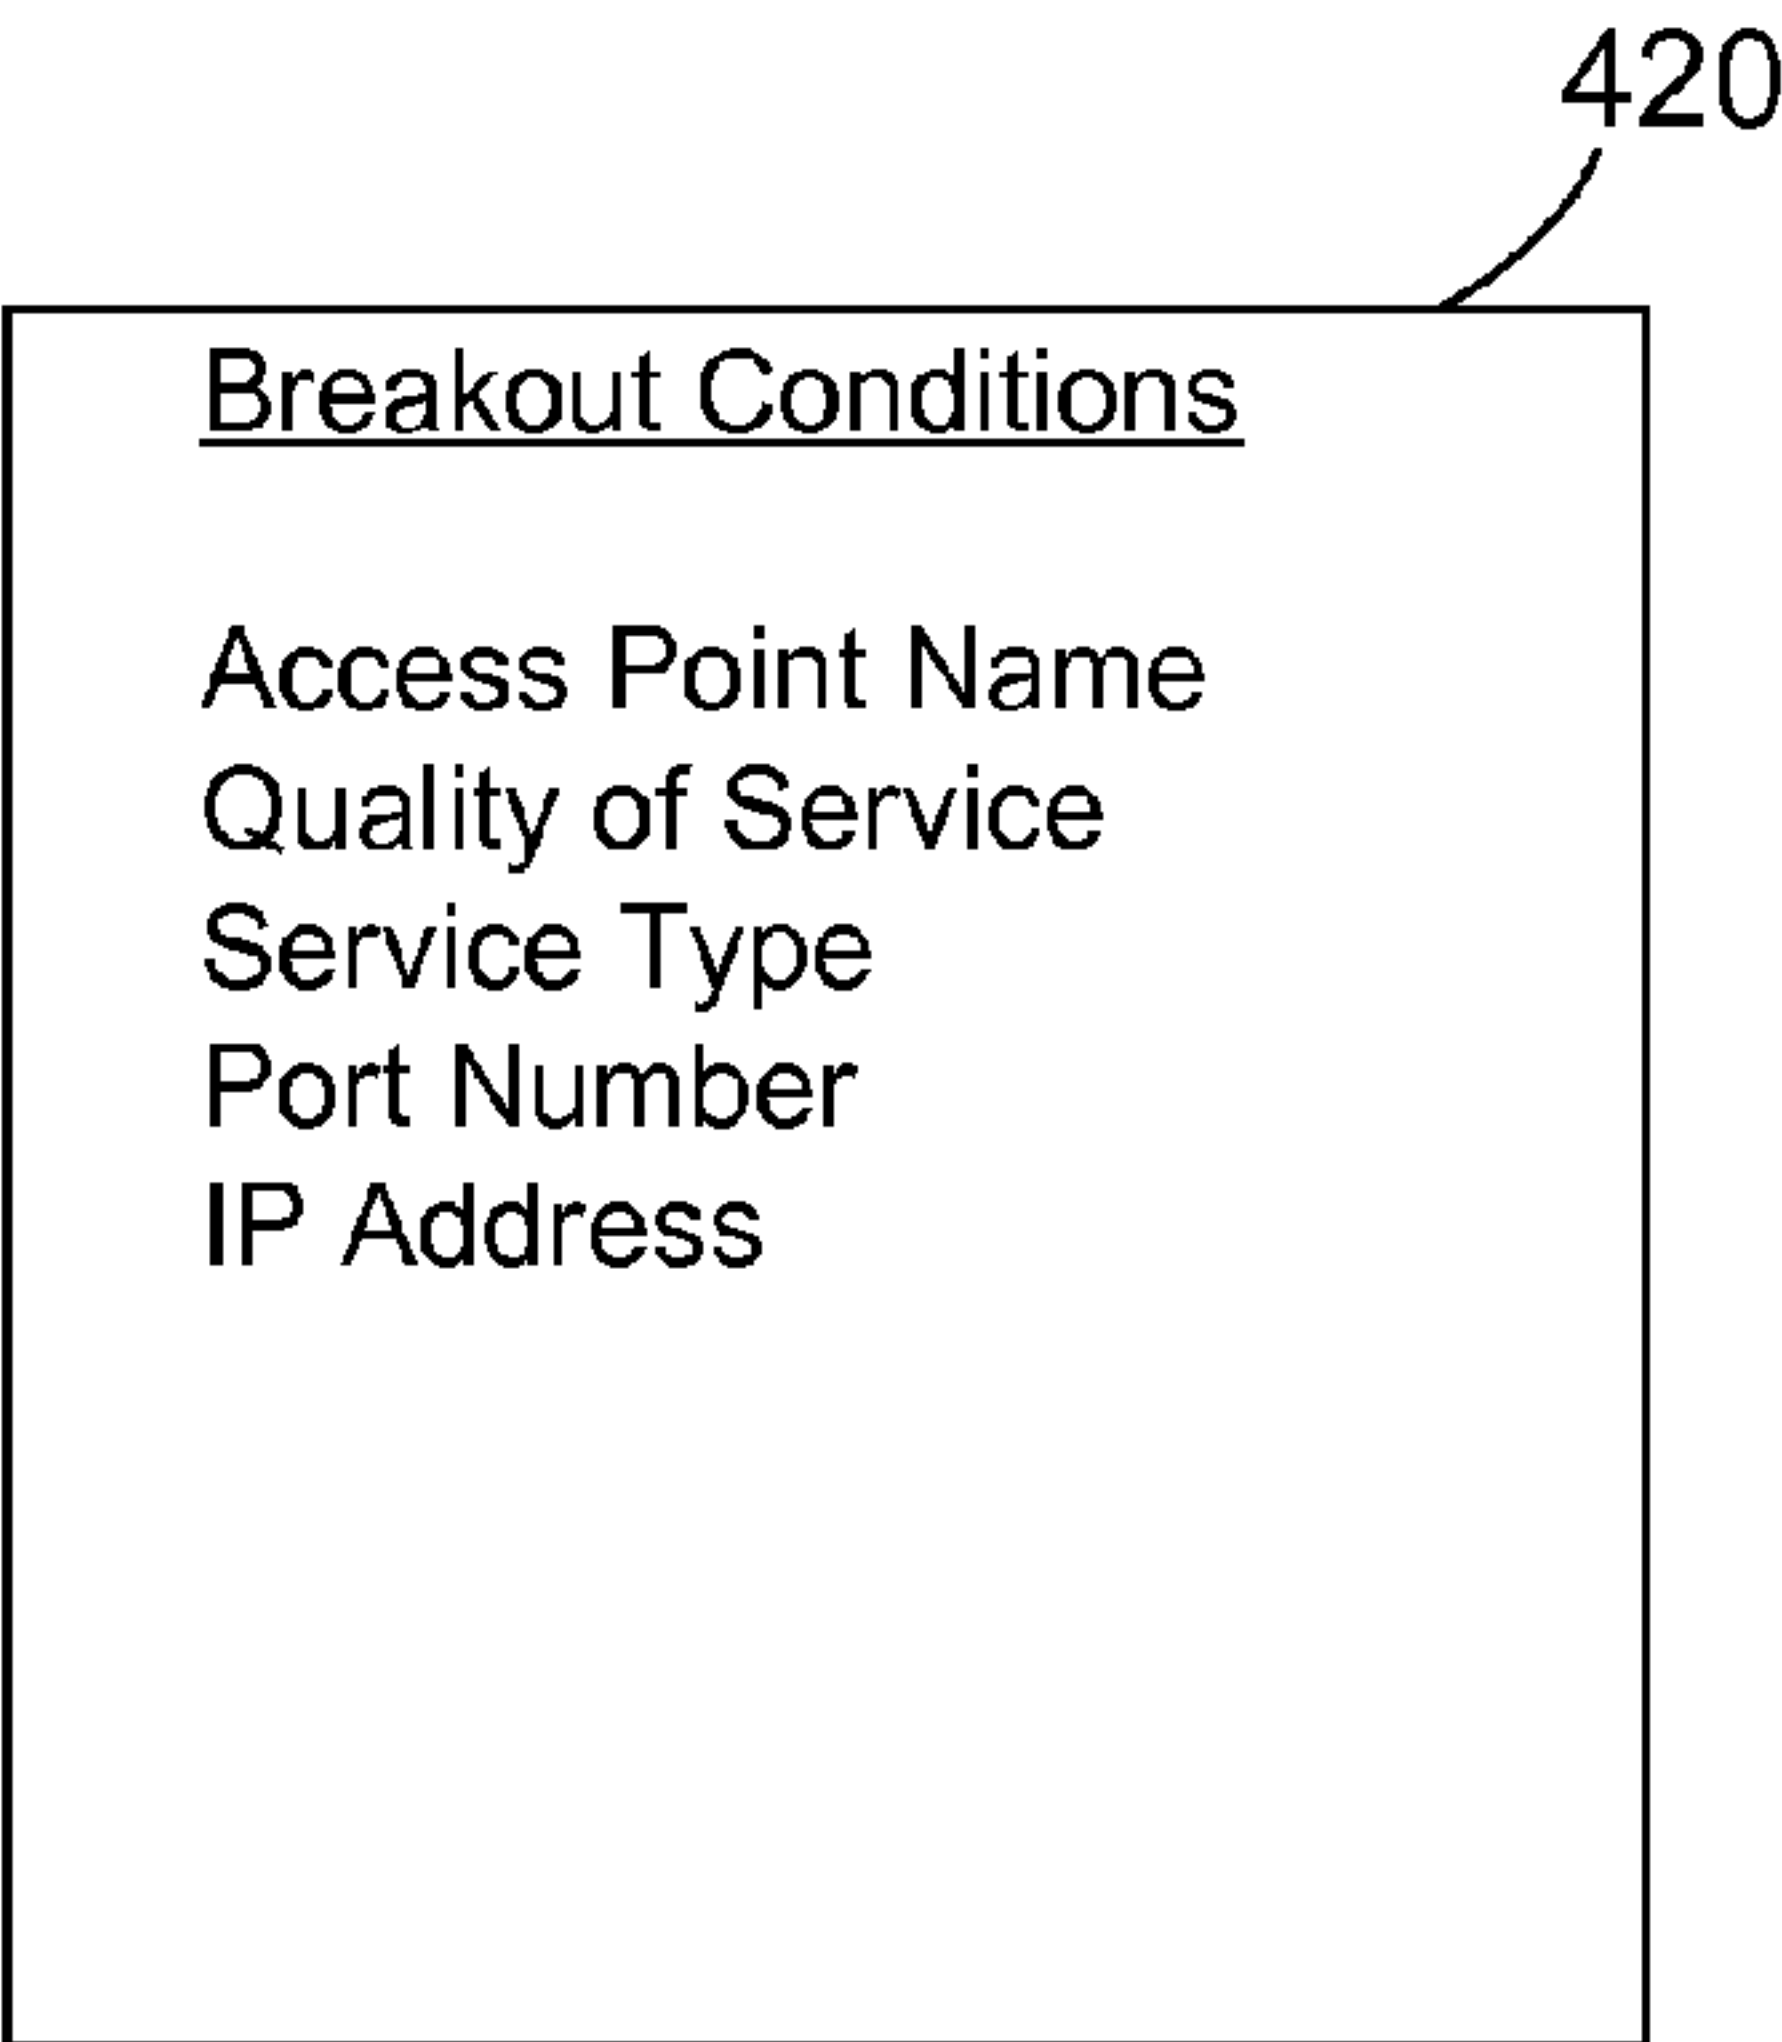 420
Breakout Conditions
Access Point Name
Quality of Service
Service Type
Port Number
IP Address